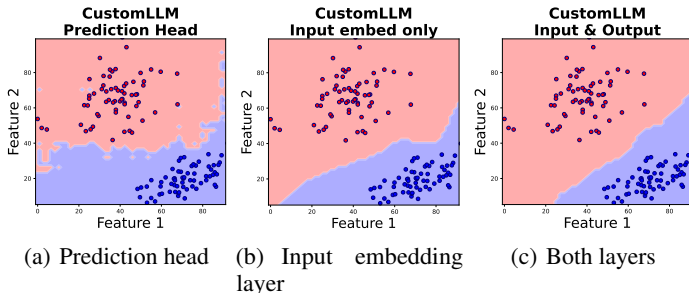 CustomLLM
Prediction Head
CustomLLM
Input embed only
CustomLLM
Input & Output
Feature 2
80
60
40
20
0
20
40
60
80
Feature 1
Feature 2
80
60
40
20
0
20
40
60
80
Feature 1
Feature 2
80
60
40
20
0
20
40
60
80
Feature 1
(a) Prediction head
(b) Input embedding
layer
(c) Both layers